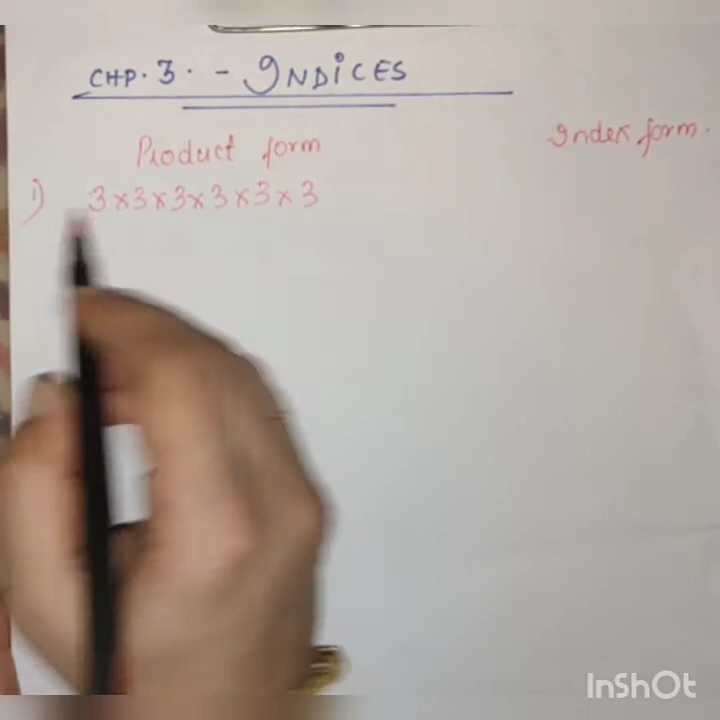 CHP. 3. - INDICES
Product form Index form.
1) 3×3×3×3×3×3
InShOt